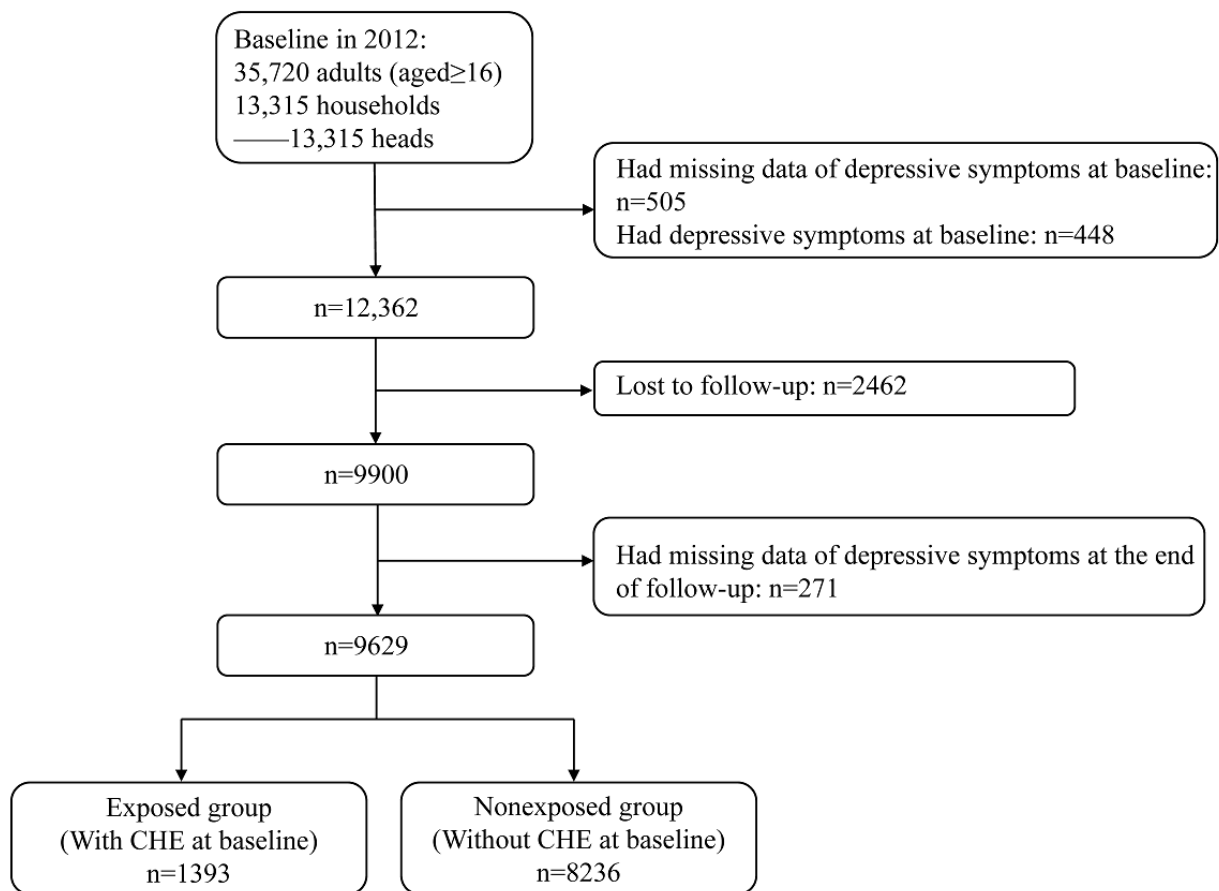 Baseline in 2012:
35,720 adults (aged≥16)
13,315 households
——13,315 heads
Had missing data of depressive symptoms at baseline:
n=505
Had depressive symptoms at baseline: n=448
n=12,362
Lost to follow-up: n=2462
n=9900
Had missing data of depressive symptoms at the end
of follow-up: n=271
n=9629
Exposed group
(With CHE at baseline)
n=1393
Nonexposed group
(Without CHE at baseline)
n=8236